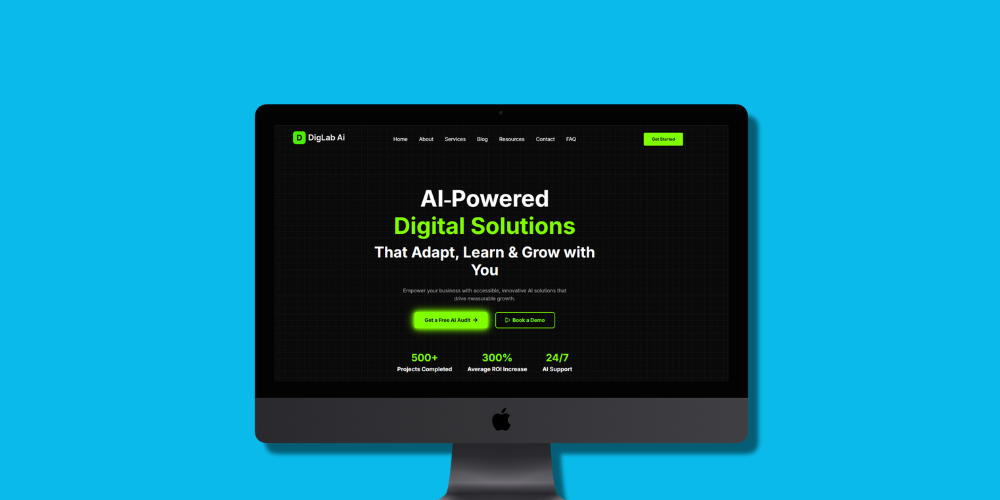 D DigLab Ai
Home About Services Blog Resources Contact FAQ
Get Started
AI-Powered
Digital Solutions
That Adapt, Learn & Grow with
You
Empower your business with accessible, innovative AI solutions that
drive measurable growth.
Get a Free AI Audit → Book a Demo
500+ 300% 24/7
Projects Completed Average ROI Increase AI Support